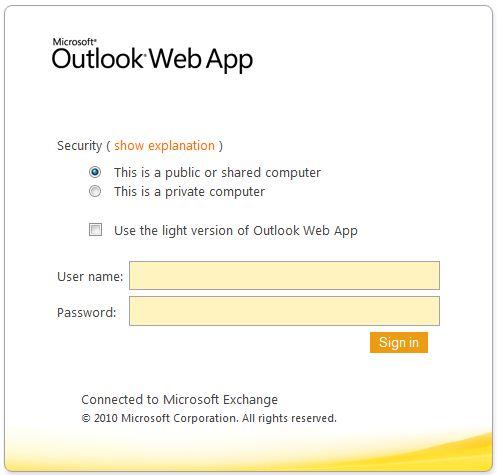 Microsoft®
Outlook® Web App
Security ( show explanation )
This is a public or shared computer
This is a private computer
Use the light version of Outlook Web App
User name:
Password:
Sign in
Connected to Microsoft Exchange
© 2010 Microsoft Corporation. All rights reserved.